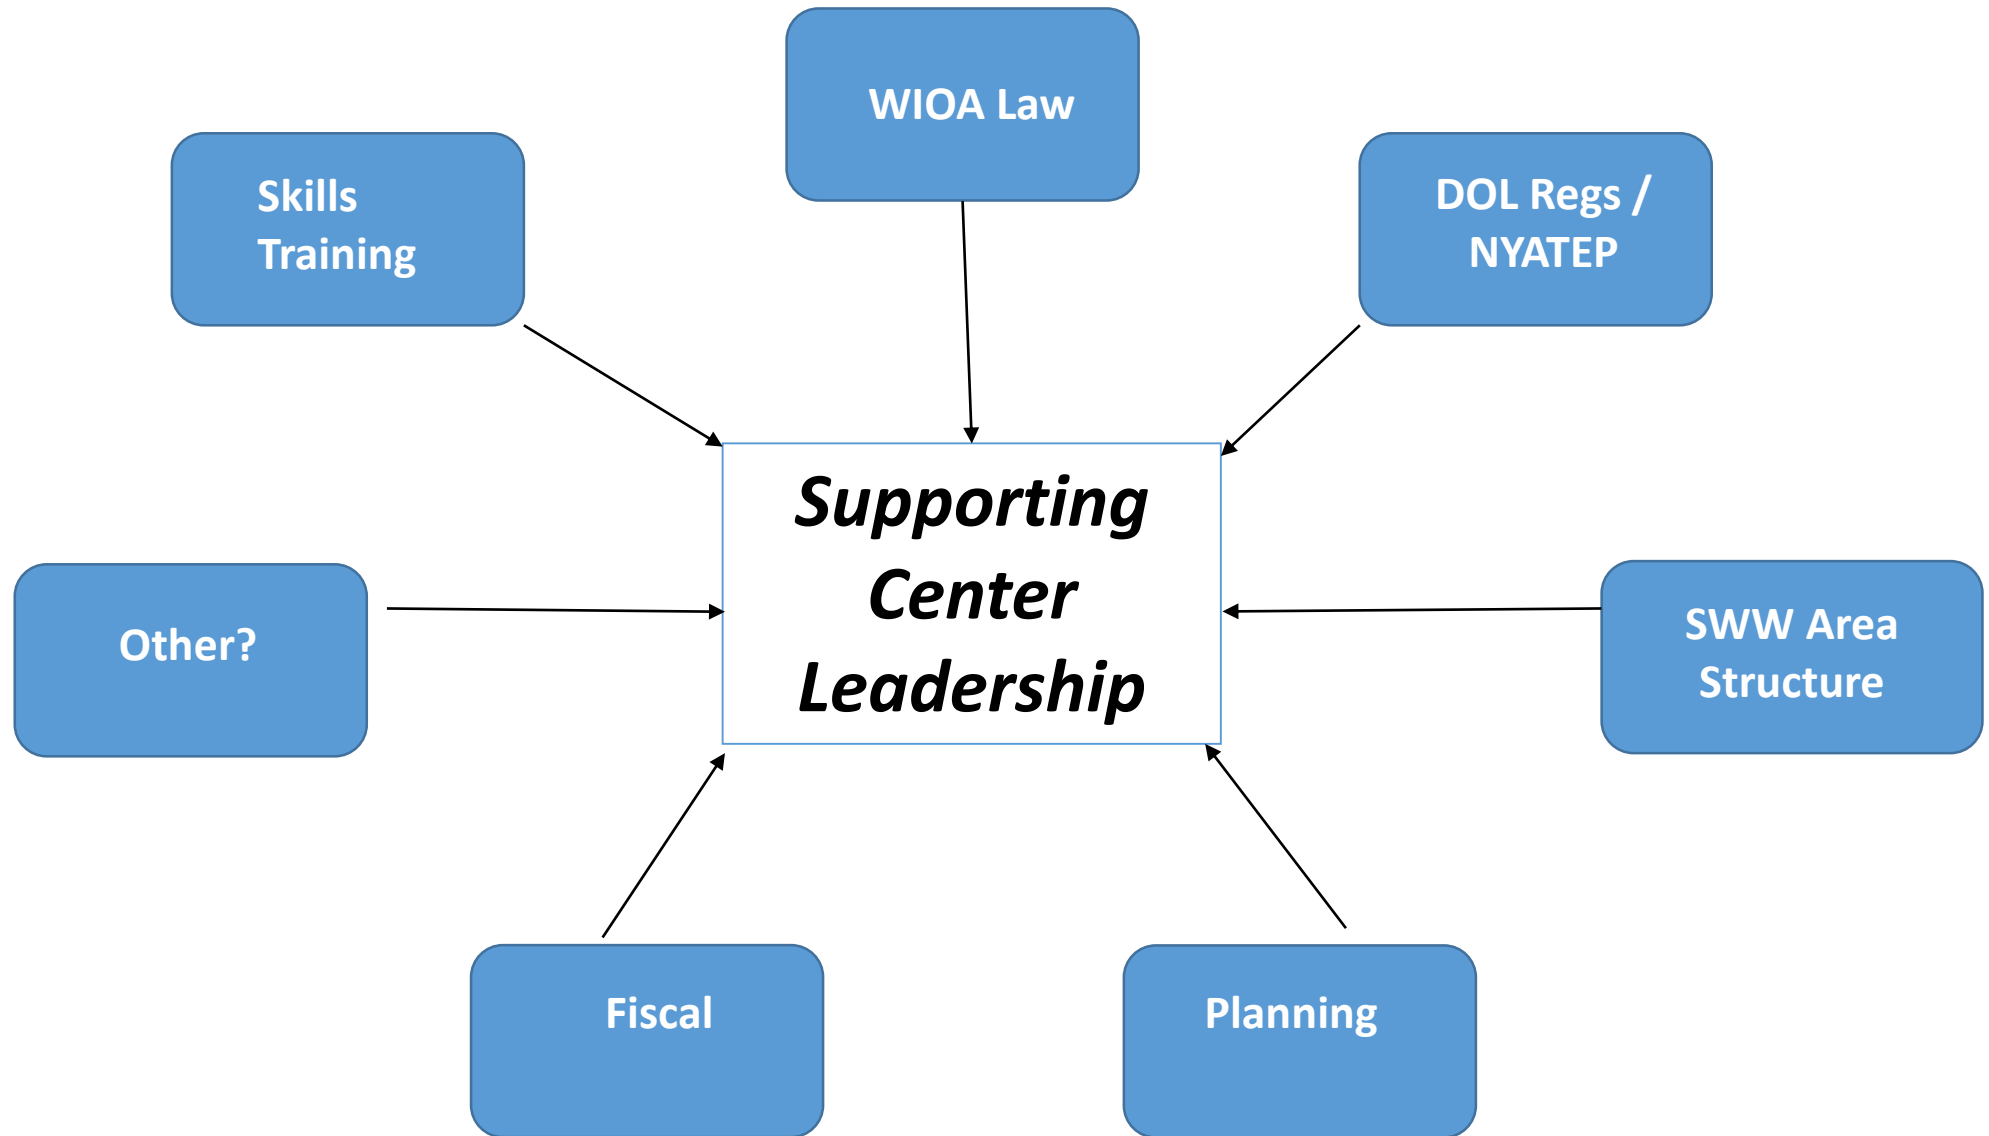 WIOA Law
Skills
Training
DOL Regs /
NYATEP
Supporting
Center
Leadership
Other?
SWW Area
Structure
Fiscal
Planning